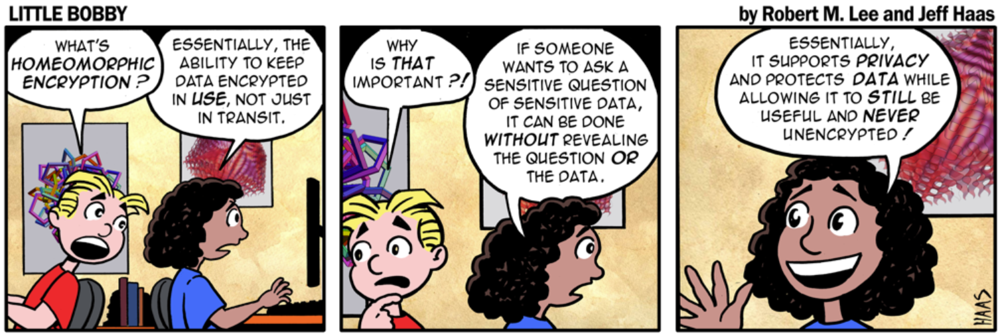 LITTLE BOBBY
by Robert M. Lee and Jeff Haas
WHAT'S
HOMEOMORPHIC
ENCRYPTION?
ESSENTIALLY, THE
ABILITY TO KEEP
DATA ENCRYPTED
IN USE, NOT JUST
IN TRANSIT.
WHY
IS THAT
IMPORTANT?!
IF SOMEONE
WANTS TO ASK A
SENSITIVE QUESTION
OF SENSITIVE DATA,
IT CAN BE DONE
WITHOUT REVEALING
THE QUESTION OR
THE DATA.
ESSENTIALLY,
IT SUPPORTS PRIVACY
AND PROTECTS DATA WHILE
ALLOWING IT TO STILL BE
USEFUL AND NEVER
UNENCRYPTED!
HAAS